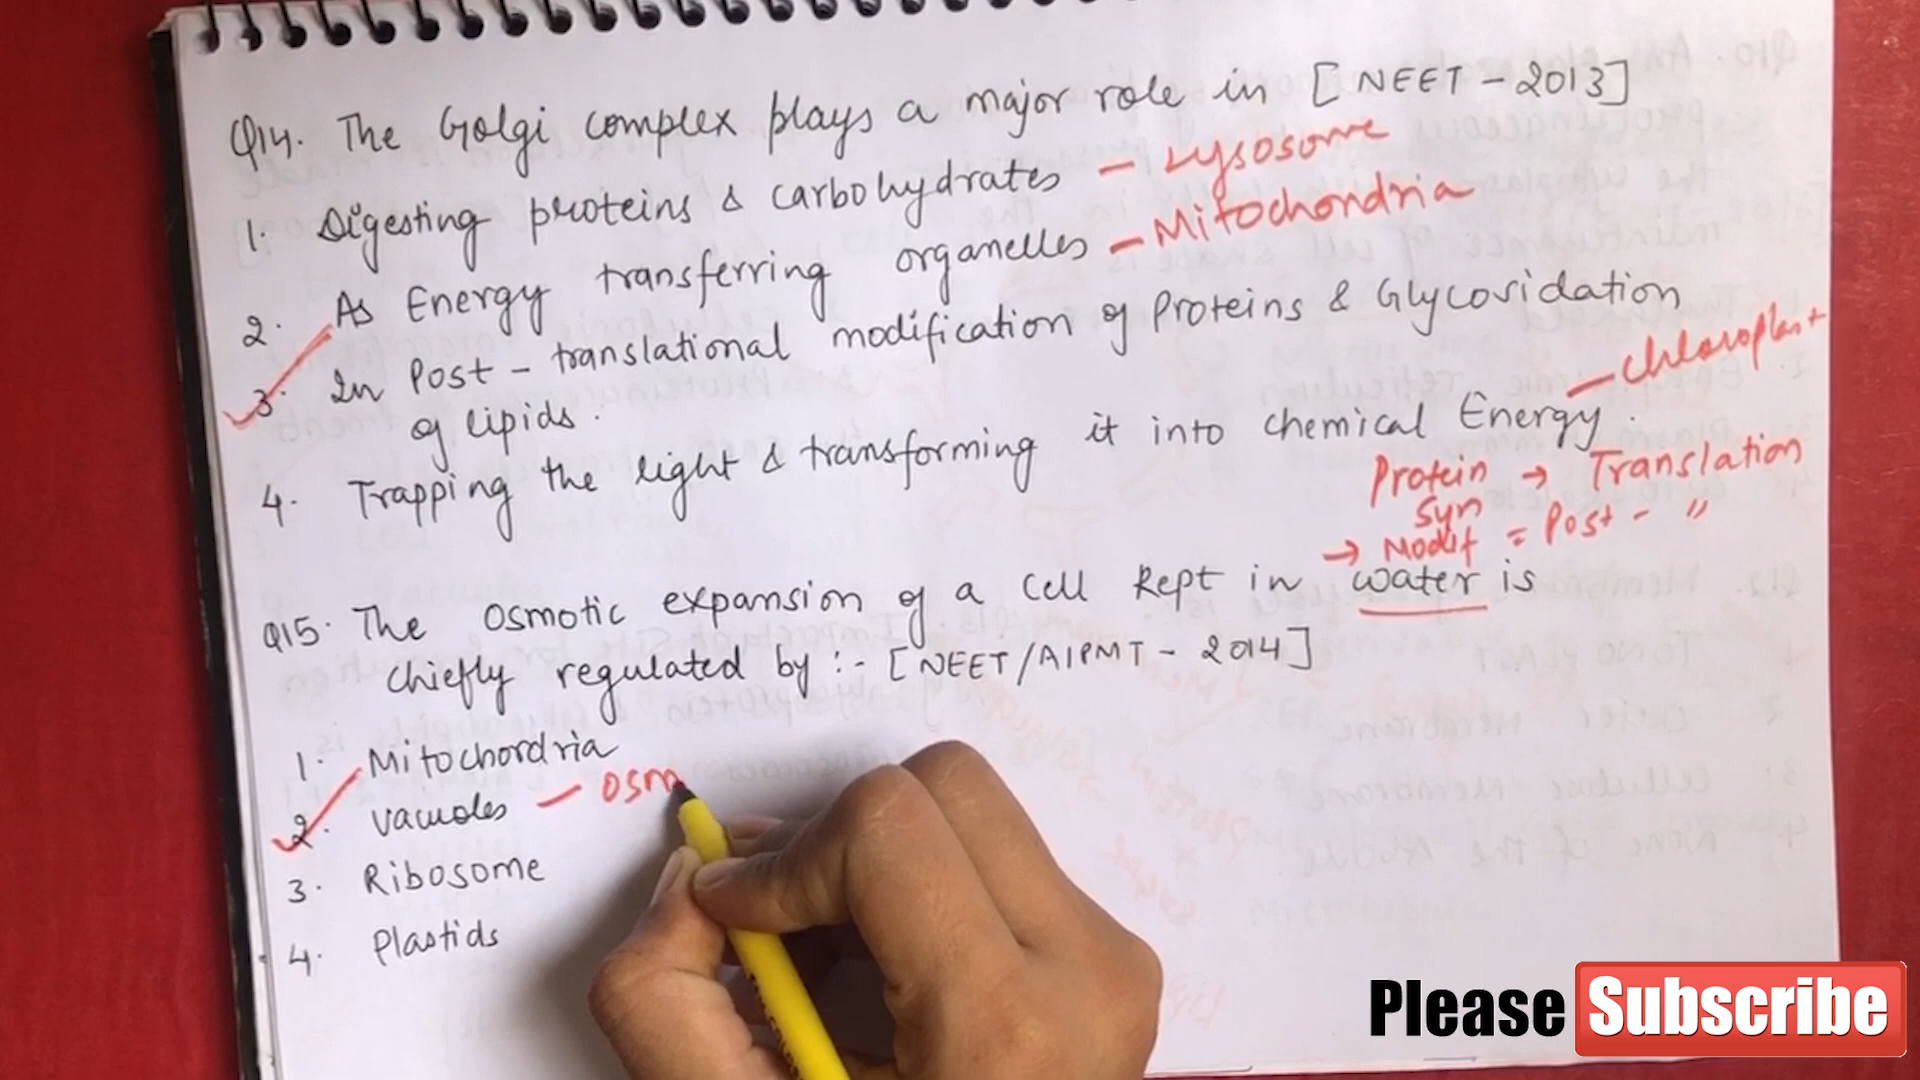 Q14. The Golgi complex plays a major role in [NEET - 2013]
1. Digesting proteins & carbohydrates - Lysosome
2. As Energy transferring organelles - Mitochondria
3. In Post - translational modification of Proteins & Glycosidation
of lipids.
- chloroplast
4. Trapping the light & transforming it into chemical Energy.
Protein → Translation
Syn
→ Modif = Post - "
Q15. The osmotic expansion of a cell kept in water is
chiefly regulated by :- [NEET/AIPMT - 2014]
1. Mitochondria
2. Vacuoles - Osm
3. Ribosome
4. Plastids
Please Subscribe